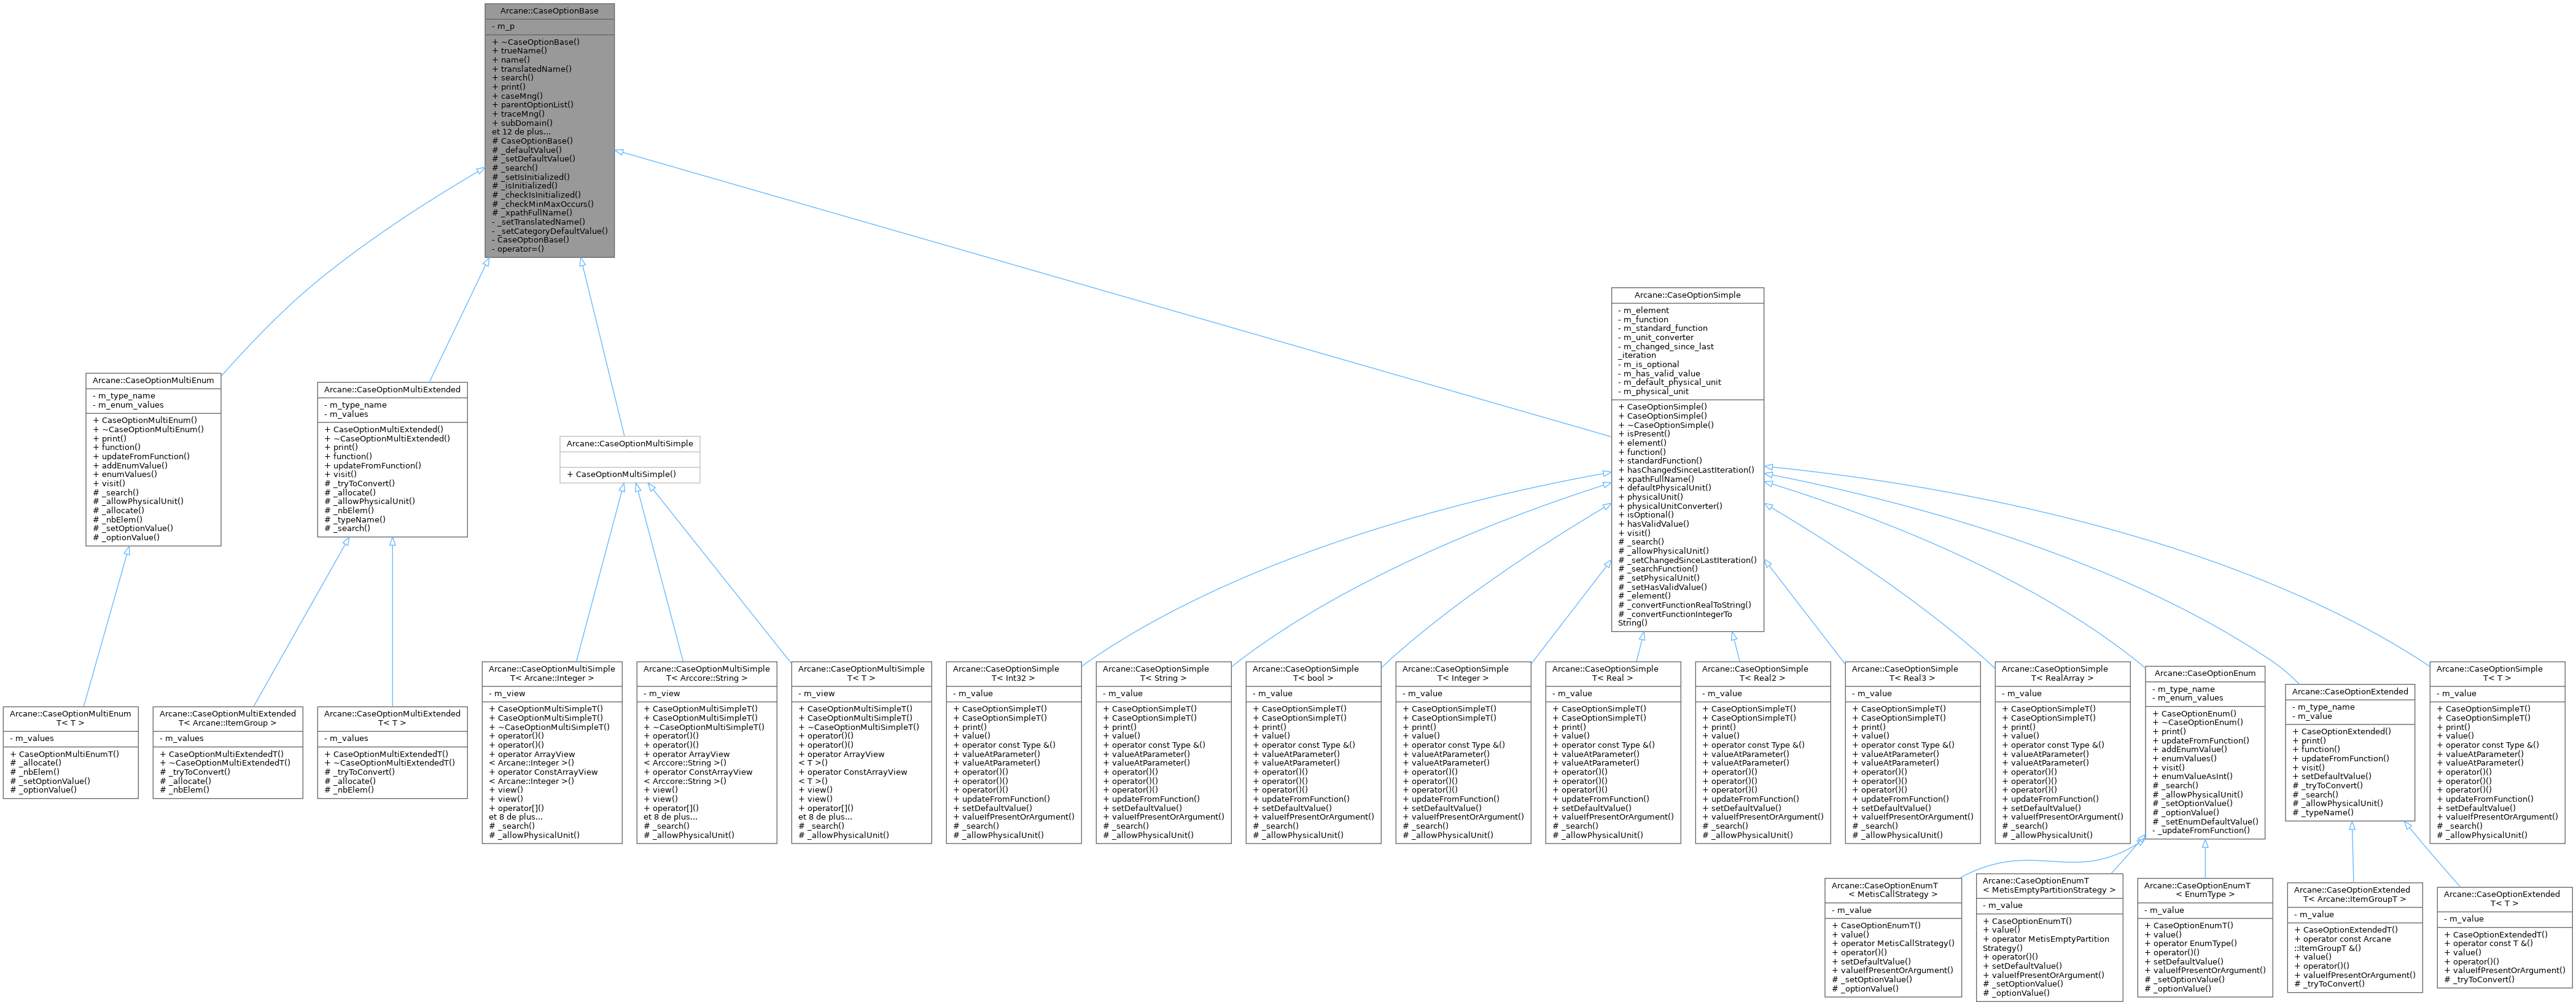 Arcane::CaseOptionBase
- m_p
+ ~CaseOptionBase()
+ trueName()
+ name()
+ translatedName()
+ search()
+ print()
+ caseMng()
+ parentOptionList()
+ traceMng()
+ subDomain()
et 12 de plus...
# CaseOptionBase()
# _defaultValue()
# _setDefaultValue()
# _search()
# _setIsInitialized()
# _isInitialized()
# _checkIsInitialized()
# _checkMinMaxOccurs()
# _xpathFullName()
- _setTranslatedName()
- _setCategoryDefaultValue()
- CaseOptionBase()
- operator=()
Arcane::CaseOptionMultiEnum
- m_type_name
- m_enum_values
+ CaseOptionMultiEnum()
+ ~CaseOptionMultiEnum()
+ print()
+ function()
+ updateFromFunction()
+ addEnumValue()
+ enumValues()
+ visit()
# _search()
# _allowPhysicalUnit()
# _allocate()
# _nbElem()
# _setOptionValue()
# _optionValue()
Arcane::CaseOptionMultiExtended
- m_type_name
- m_values
+ CaseOptionMultiExtended()
+ ~CaseOptionMultiExtended()
+ print()
+ function()
+ updateFromFunction()
+ visit()
# _tryToConvert()
# _allocate()
# _allowPhysicalUnit()
# _nbElem()
# _typeName()
# _search()
Arcane::CaseOptionMultiSimple
+ CaseOptionMultiSimple()
Arcane::CaseOptionSimple
- m_element
- m_function
- m_standard_function
- m_unit_converter
- m_changed_since_last
_iteration
- m_is_optional
- m_has_valid_value
- m_default_physical_unit
- m_physical_unit
+ CaseOptionSimple()
+ CaseOptionSimple()
+ ~CaseOptionSimple()
+ isPresent()
+ element()
+ function()
+ standardFunction()
+ hasChangedSinceLastIteration()
+ xpathFullName()
+ defaultPhysicalUnit()
+ physicalUnit()
+ physicalUnitConverter()
+ isOptional()
+ hasValidValue()
+ visit()
# _search()
# _allowPhysicalUnit()
# _setChangedSinceLastIteration()
# _searchFunction()
# _setPhysicalUnit()
# _setHasValidValue()
# _element()
# _convertFunctionRealToString()
# _convertFunctionIntegerTo
String()
Arcane::CaseOptionMultiEnum
T< T >
- m_values
+ CaseOptionMultiEnumT()
# _allocate()
# _nbElem()
# _setOptionValue()
# _optionValue()
Arcane::CaseOptionMultiExtended
T< Arcane::ItemGroup >
- m_values
+ CaseOptionMultiExtendedT()
+ ~CaseOptionMultiExtendedT()
# _tryToConvert()
# _allocate()
# _nbElem()
Arcane::CaseOptionMultiExtended
T< T >
- m_values
+ CaseOptionMultiExtendedT()
+ ~CaseOptionMultiExtendedT()
# _tryToConvert()
# _allocate()
# _nbElem()
Arcane::CaseOptionMultiSimple
T< Arcane::Integer >
- m_view
+ CaseOptionMultiSimpleT()
+ CaseOptionMultiSimpleT()
+ ~CaseOptionMultiSimpleT()
+ operator()()
+ operator()()
+ operator ArrayView
< Arcane::Integer >()
+ operator ConstArrayView
< Arcane::Integer >()
+ view()
+ view()
+ operator[]()
et 8 de plus...
# _search()
# _allowPhysicalUnit()
Arcane::CaseOptionMultiSimple
T< Arccore::String >
- m_view
+ CaseOptionMultiSimpleT()
+ CaseOptionMultiSimpleT()
+ ~CaseOptionMultiSimpleT()
+ operator()()
+ operator()()
+ operator ArrayView
< Arccore::String >()
+ operator ConstArrayView
< Arccore::String >()
+ view()
+ view()
+ operator[]()
et 8 de plus...
# _search()
# _allowPhysicalUnit()
Arcane::CaseOptionMultiSimple
T< T >
- m_view
+ CaseOptionMultiSimpleT()
+ CaseOptionMultiSimpleT()
+ ~CaseOptionMultiSimpleT()
+ operator()()
+ operator()()
+ operator ArrayView
< T >()
+ operator ConstArrayView
< T >()
+ view()
+ view()
+ operator[]()
et 8 de plus...
# _search()
# _allowPhysicalUnit()
Arcane::CaseOptionSimple
T< Int32 >
- m_value
+ CaseOptionSimpleT()
+ CaseOptionSimpleT()
+ print()
+ value()
+ operator const Type &()
+ valueAtParameter()
+ valueAtParameter()
+ operator()()
+ operator()()
+ operator()()
+ updateFromFunction()
+ setDefaultValue()
+ valueIfPresentOrArgument()
# _search()
# _allowPhysicalUnit()
Arcane::CaseOptionSimple
T< String >
- m_value
+ CaseOptionSimpleT()
+ CaseOptionSimpleT()
+ print()
+ value()
+ operator const Type &()
+ valueAtParameter()
+ valueAtParameter()
+ operator()()
+ operator()()
+ operator()()
+ updateFromFunction()
+ setDefaultValue()
+ valueIfPresentOrArgument()
# _search()
# _allowPhysicalUnit()
Arcane::CaseOptionSimple
T< bool >
- m_value
+ CaseOptionSimpleT()
+ CaseOptionSimpleT()
+ print()
+ value()
+ operator const Type &()
+ valueAtParameter()
+ valueAtParameter()
+ operator()()
+ operator()()
+ operator()()
+ updateFromFunction()
+ setDefaultValue()
+ valueIfPresentOrArgument()
# _search()
# _allowPhysicalUnit()
Arcane::CaseOptionSimple
T< Integer >
- m_value
+ CaseOptionSimpleT()
+ CaseOptionSimpleT()
+ print()
+ value()
+ operator const Type &()
+ valueAtParameter()
+ valueAtParameter()
+ operator()()
+ operator()()
+ operator()()
+ updateFromFunction()
+ setDefaultValue()
+ valueIfPresentOrArgument()
# _search()
# _allowPhysicalUnit()
Arcane::CaseOptionSimple
T< Real >
- m_value
+ CaseOptionSimpleT()
+ CaseOptionSimpleT()
+ print()
+ value()
+ operator const Type &()
+ valueAtParameter()
+ valueAtParameter()
+ operator()()
+ operator()()
+ operator()()
+ updateFromFunction()
+ setDefaultValue()
+ valueIfPresentOrArgument()
# _search()
# _allowPhysicalUnit()
Arcane::CaseOptionSimple
T< Real2 >
- m_value
+ CaseOptionSimpleT()
+ CaseOptionSimpleT()
+ print()
+ value()
+ operator const Type &()
+ valueAtParameter()
+ valueAtParameter()
+ operator()()
+ operator()()
+ operator()()
+ updateFromFunction()
+ setDefaultValue()
+ valueIfPresentOrArgument()
# _search()
# _allowPhysicalUnit()
Arcane::CaseOptionSimple
T< Real3 >
- m_value
+ CaseOptionSimpleT()
+ CaseOptionSimpleT()
+ print()
+ value()
+ operator const Type &()
+ valueAtParameter()
+ valueAtParameter()
+ operator()()
+ operator()()
+ operator()()
+ updateFromFunction()
+ setDefaultValue()
+ valueIfPresentOrArgument()
# _search()
# _allowPhysicalUnit()
Arcane::CaseOptionSimple
T< RealArray >
- m_value
+ CaseOptionSimpleT()
+ CaseOptionSimpleT()
+ print()
+ value()
+ operator const Type &()
+ valueAtParameter()
+ valueAtParameter()
+ operator()()
+ operator()()
+ operator()()
+ updateFromFunction()
+ setDefaultValue()
+ valueIfPresentOrArgument()
# _search()
# _allowPhysicalUnit()
Arcane::CaseOptionEnum
- m_type_name
- m_enum_values
+ CaseOptionEnum()
+ ~CaseOptionEnum()
+ print()
+ updateFromFunction()
+ addEnumValue()
+ enumValues()
+ visit()
+ enumValueAsInt()
# _search()
# _allowPhysicalUnit()
# _setOptionValue()
# _optionValue()
# _setEnumDefaultValue()
- _updateFromFunction()
Arcane::CaseOptionExtended
- m_type_name
- m_value
+ CaseOptionExtended()
+ print()
+ function()
+ updateFromFunction()
+ visit()
+ setDefaultValue()
# _tryToConvert()
# _search()
# _allowPhysicalUnit()
# _typeName()
Arcane::CaseOptionSimple
T< T >
- m_value
+ CaseOptionSimpleT()
+ CaseOptionSimpleT()
+ print()
+ value()
+ operator const Type &()
+ valueAtParameter()
+ valueAtParameter()
+ operator()()
+ operator()()
+ operator()()
+ updateFromFunction()
+ setDefaultValue()
+ valueIfPresentOrArgument()
# _search()
# _allowPhysicalUnit()
Arcane::CaseOptionEnumT
< MetisCallStrategy >
- m_value
+ CaseOptionEnumT()
+ value()
+ operator MetisCallStrategy()
+ operator()()
+ setDefaultValue()
+ valueIfPresentOrArgument()
# _setOptionValue()
# _optionValue()
Arcane::CaseOptionEnumT
< MetisEmptyPartitionStrategy >
- m_value
+ CaseOptionEnumT()
+ value()
+ operator MetisEmptyPartition
Strategy()
+ operator()()
+ setDefaultValue()
+ valueIfPresentOrArgument()
# _setOptionValue()
# _optionValue()
Arcane::CaseOptionEnumT
< EnumType >
- m_value
+ CaseOptionEnumT()
+ value()
+ operator EnumType()
+ operator()()
+ setDefaultValue()
+ valueIfPresentOrArgument()
# _setOptionValue()
# _optionValue()
Arcane::CaseOptionExtended
T< Arcane::ItemGroupT >
- m_value
+ CaseOptionExtendedT()
+ operator const Arcane
::ItemGroupT &()
+ value()
+ operator()()
+ valueIfPresentOrArgument()
# _tryToConvert()
Arcane::CaseOptionExtended
T< T >
- m_value
+ CaseOptionExtendedT()
+ operator const T &()
+ value()
+ operator()()
+ valueIfPresentOrArgument()
# _tryToConvert()